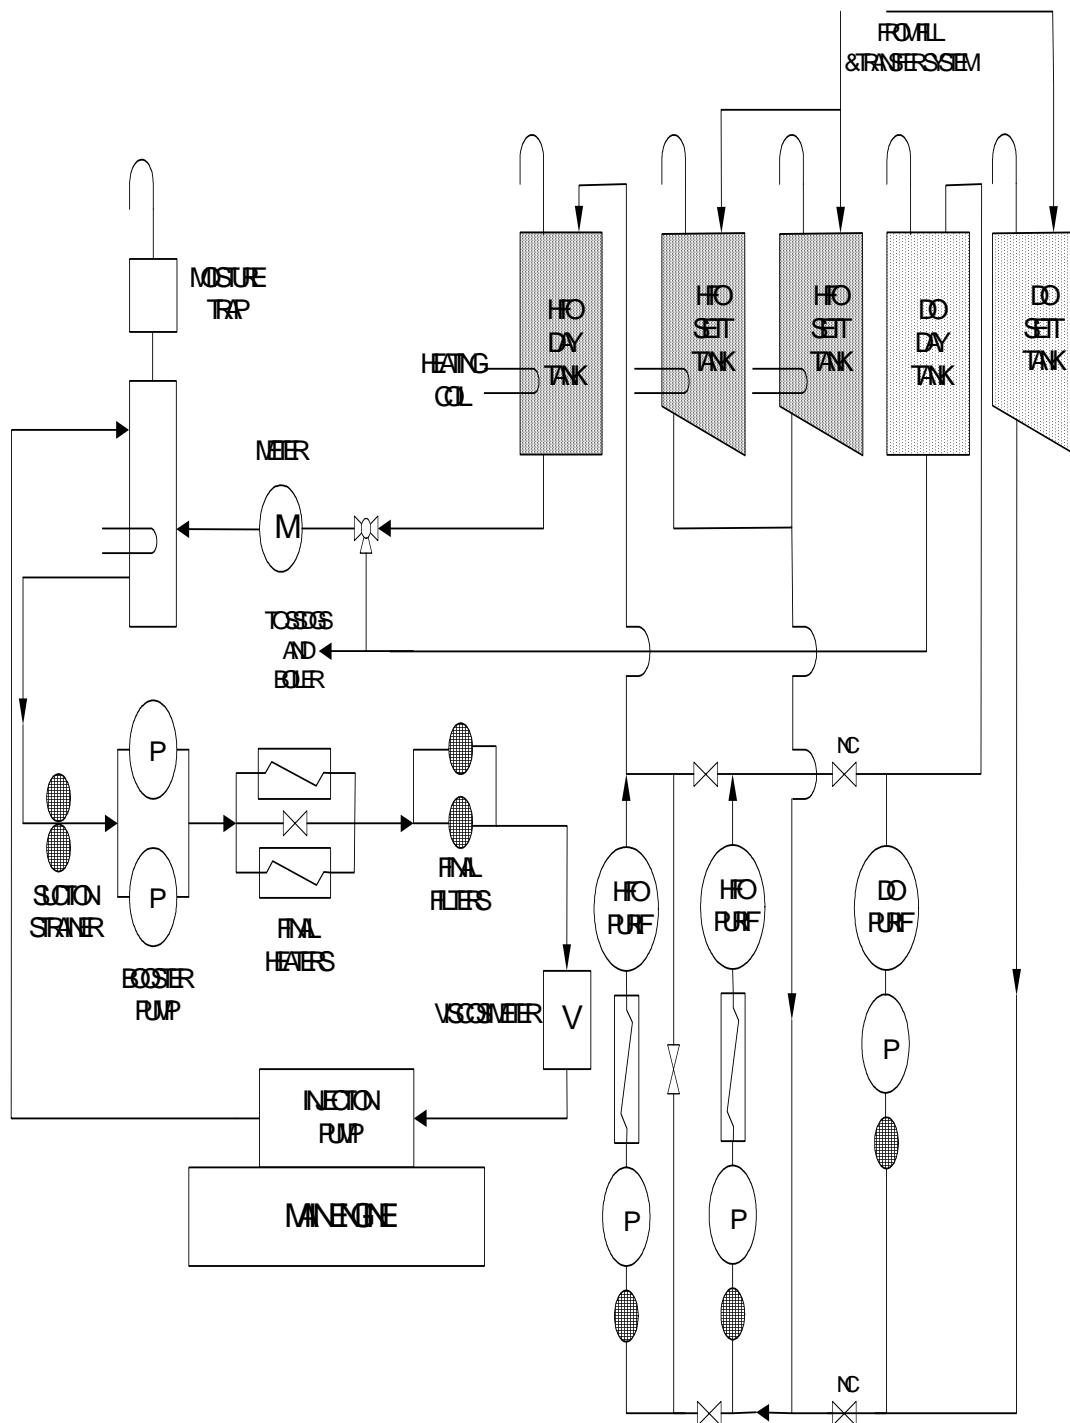 FROM FILL
& TRANSFER SYSTEM
MOISTURE
TRAP
HFO
DAY
TANK
HFO
SETT
TANK
HFO
SETT
TANK
DO
DAY
TANK
DO
SETT
TANK
HEATING
COIL
METER
M
TO SSDGS
AND
BOILER
P
P
NC
SUCTION
STRAINER
BOOSTER
PUMP
FINAL
HEATERS
FINAL
FILTERS
VISCOSIMETER
V
HFO
PURIF
HFO
PURIF
DO
PURIF
P
INJECTION
PUMP
MAIN ENGINE
P
P
NC